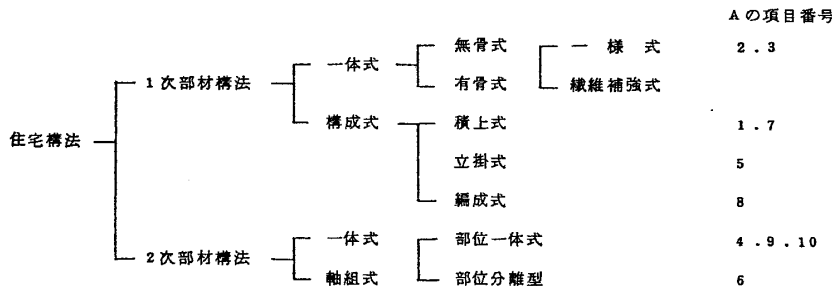 Aの項目番号
無骨式 一様式 2.3
一体式
1次部材構法 有骨式 繊維補強式
構成式 積上式 1.7
住宅構法
立掛式 5
編成式 8
一体式 部位一体式 4.9.10
2次部材構法
軸組式 部位分離型 6